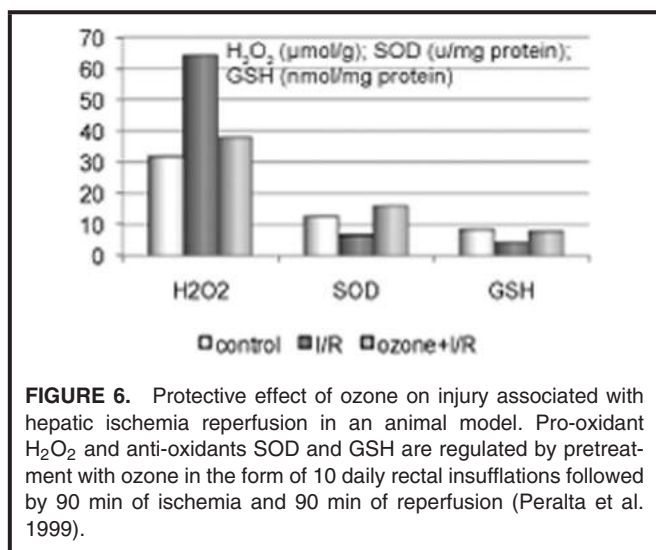 70
60
50
40
30
20
10
0
H₂O₂ (µmol/g); SOD (u/mg protein);
GSH (nmol/mg protein)
H2O2 SOD GSH
control I/R ozone+I/R
FIGURE 6. Protective effect of ozone on injury associated with
hepatic ischemia reperfusion in an animal model. Pro-oxidant
H₂O₂ and anti-oxidants SOD and GSH are regulated by pretreat-
ment with ozone in the form of 10 daily rectal insufflations followed
by 90 min of ischemia and 90 min of reperfusion (Peralta et al.
1999).